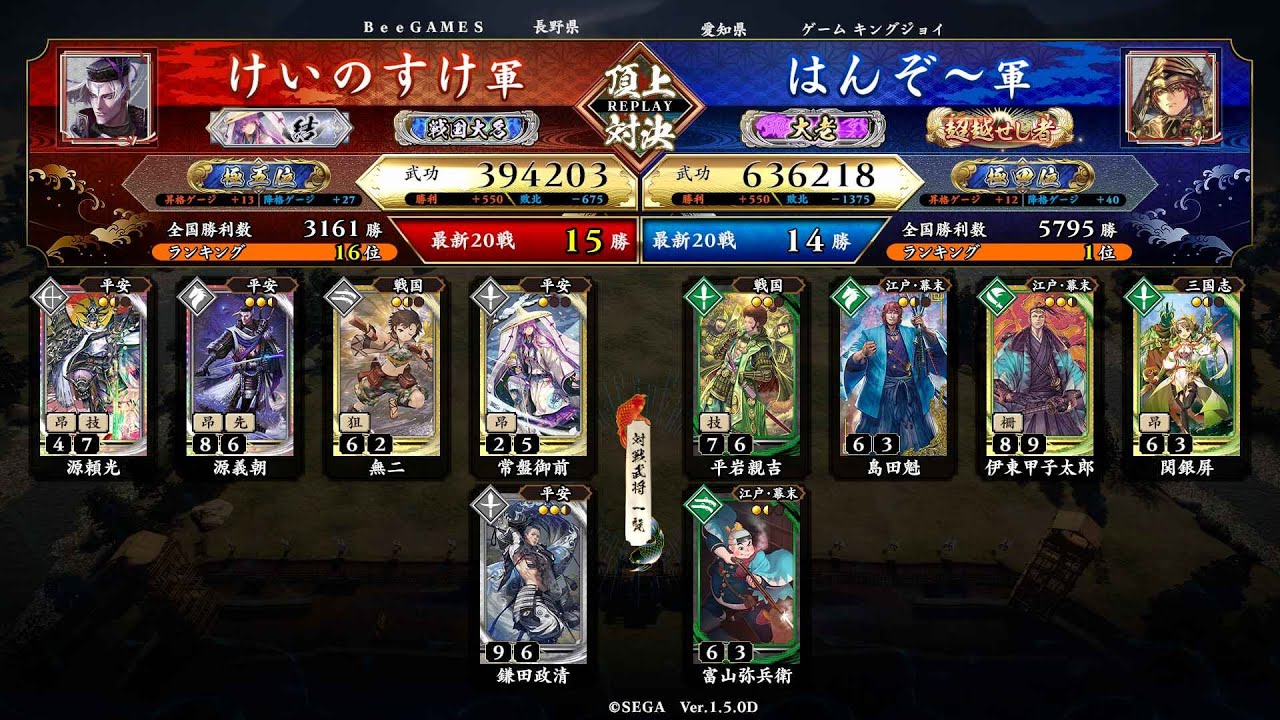 BeeGAMES 長野県
愛知県 ゲーム キングジョイ
けいのすけ軍
頂上
REPLAY
対決
はんぞ～軍
結
戦国大名
大老
超越せし者
極王位
武功 394203
勝利 +550 敗北 -675
武功 636218
勝利 +550 敗北 -1375
昇格ゲージ +13 降格ゲージ +27
昇格ゲージ +12 降格ゲージ +40
全国勝利数 3161勝
ランキング 16位
最新20戦 15勝
最新20戦 14勝
全国勝利数 5795勝
ランキング 1位
平安
昂 技
4 7
源頼光
平安
昂 先
8 6
源義朝
戦国
狙
6 2
無二
平安
昂
2 5
常盤御前
戦国
技
7 6
平岩親吉
江戸・幕末
6 3
島田魁
江戸・幕末
柵
8 9
伊東甲子太郎
三国志
昂
6 3
関銀屏
対戦武将一覧
平安
9 6
鎌田政清
江戸・幕末
6 3
富山弥兵衛
©SEGA Ver.1.5.0D